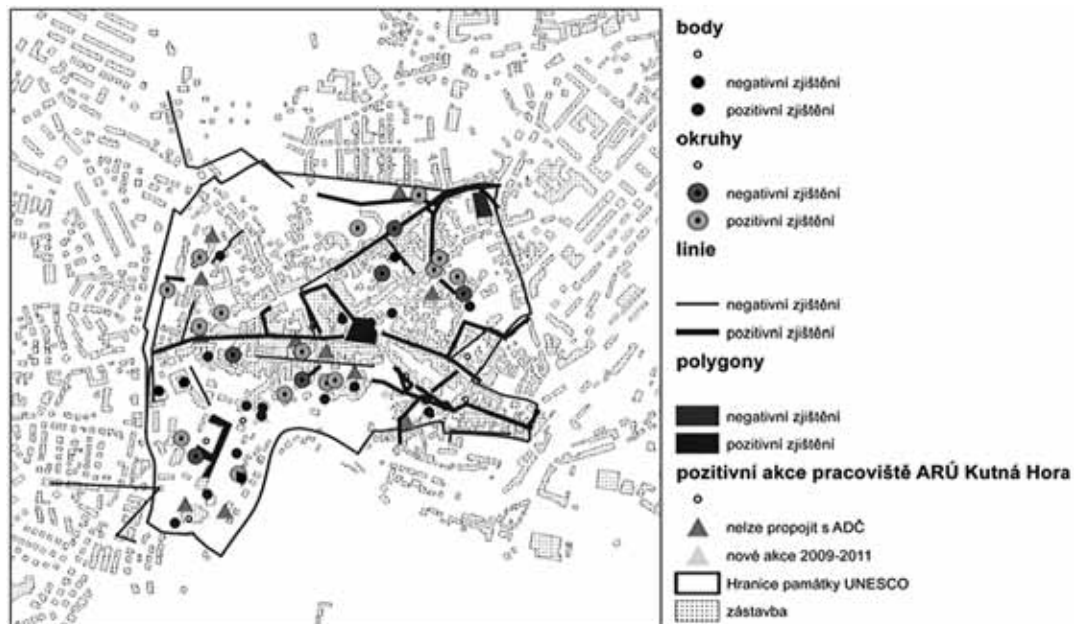 body
negativní zjištění
pozitivní zjištění
okruhy
negativní zjištění
pozitivní zjištění
linie
negativní zjištění
pozitivní zjištění
polygony
negativní zjištění
pozitivní zjištění
pozitivní akce pracoviště ARÚ Kutná Hora
nelze propojit s ADČ
nové akce 2009-2011
Hranice památky UNESCO
zástavba